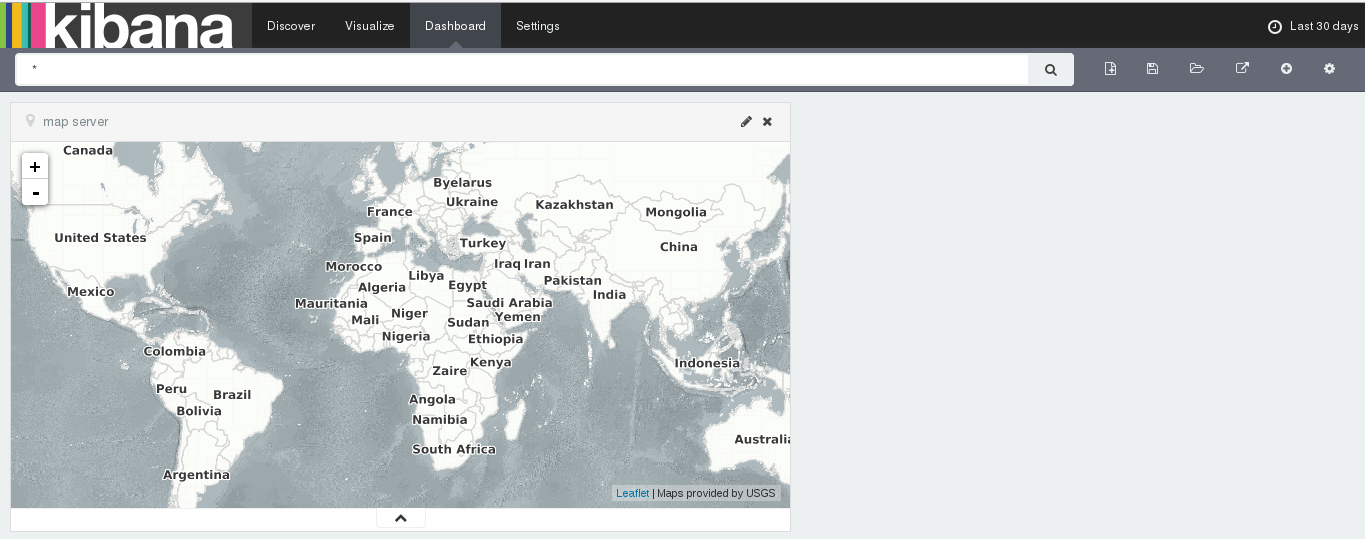 kibana Discover Visualize Dashboard Settings Last 30 days
*
map server
+
-
Canada
Byelarus
Ukraine
Kazakhstan
France
Mongolia
United States
Spain
Turkey
China
Morocco
Iraq Iran
Libya
Algeria
Egypt
Pakistan
Mexico
India
Mauritania
Saudi Arabia
Niger
Yemen
Mali
Sudan
Nigeria
Ethiopia
Colombia
Kenya
Indonesia
Zaire
Peru
Brazil
Angola
Bolivia
Namibia
Australia
South Africa
Argentina
Leaflet | Maps provided by USGS